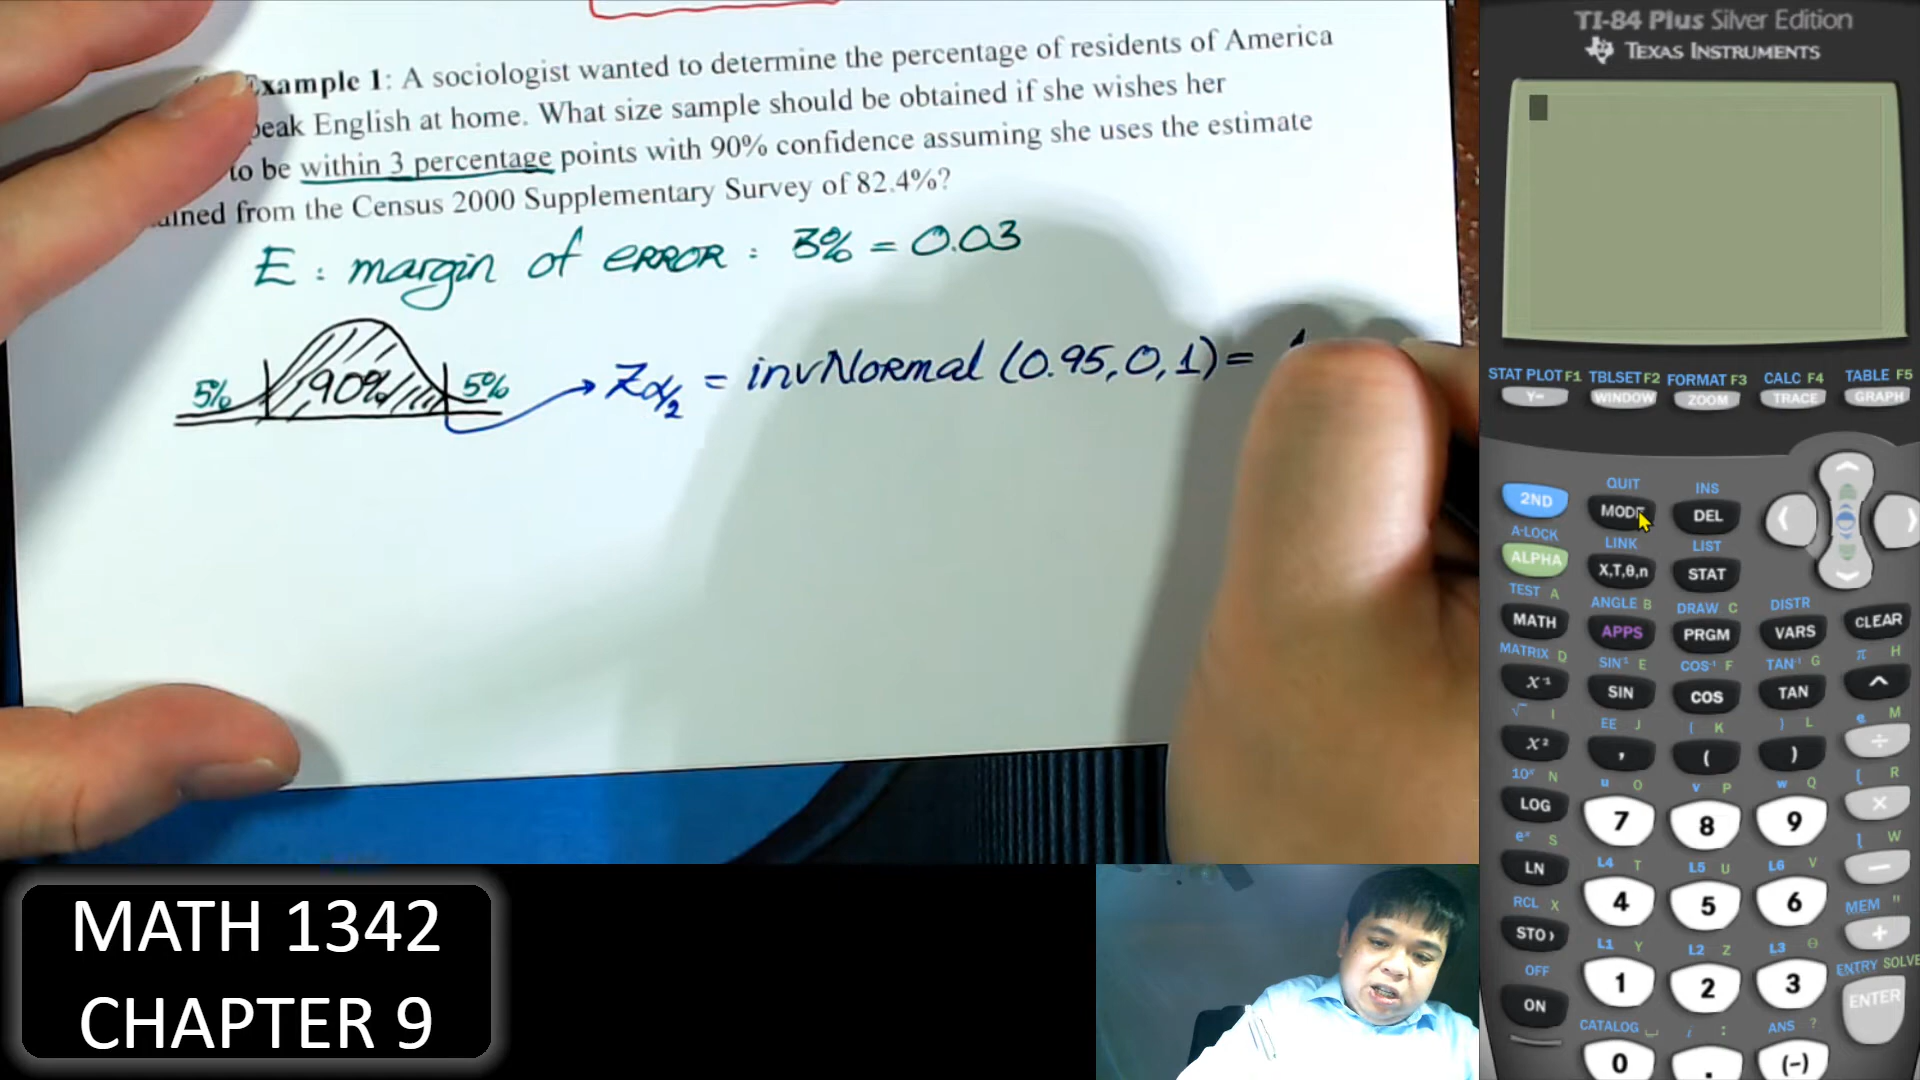 Example 1: A sociologist wanted to determine the percentage of residents of America
speak English at home. What size sample should be obtained if she wishes her
to be within 3 percentage points with 90% confidence assuming she uses the estimate
from the Census 2000 Supplementary Survey of 82.4%?
E : margin of ERROR : 3% = 0.03
5% 90% 5% → Zα/2 = invNormal (0.95, 0, 1) =
MATH 1342
CHAPTER 9
TI-84 Plus Silver Edition
TEXAS INSTRUMENTS
STAT PLOT F1 TBLSET F2 FORMAT F3 CALC F4 TABLE F5
Y= WINDOW ZOOM TRACE GRAPH
QUIT INS
2ND MODE DEL
A-LOCK LINK LIST
ALPHA X,T,θ,n STAT
TEST A ANGLE B DRAW C DISTR
MATH APPS PRGM VARS CLEAR
MATRIX D SIN⁻¹ E COS⁻¹ F TAN⁻¹ G π H
x⁻¹ SIN COS TAN ^
√ I EE J { K } L e M
x² , ( ) ÷
10ˣ N u O v P w Q [ R
LOG 7 8 9 ×
eˣ S L4 T L5 U L6 V ] W
LN 4 5 6 −
RCL X L1 Y L2 Z L3 θ MEM "
STO› 1 2 3 +
OFF CATALOG ⎵ i : ANS ? ENTRY SOLVE
ON 0 . (−) ENTER